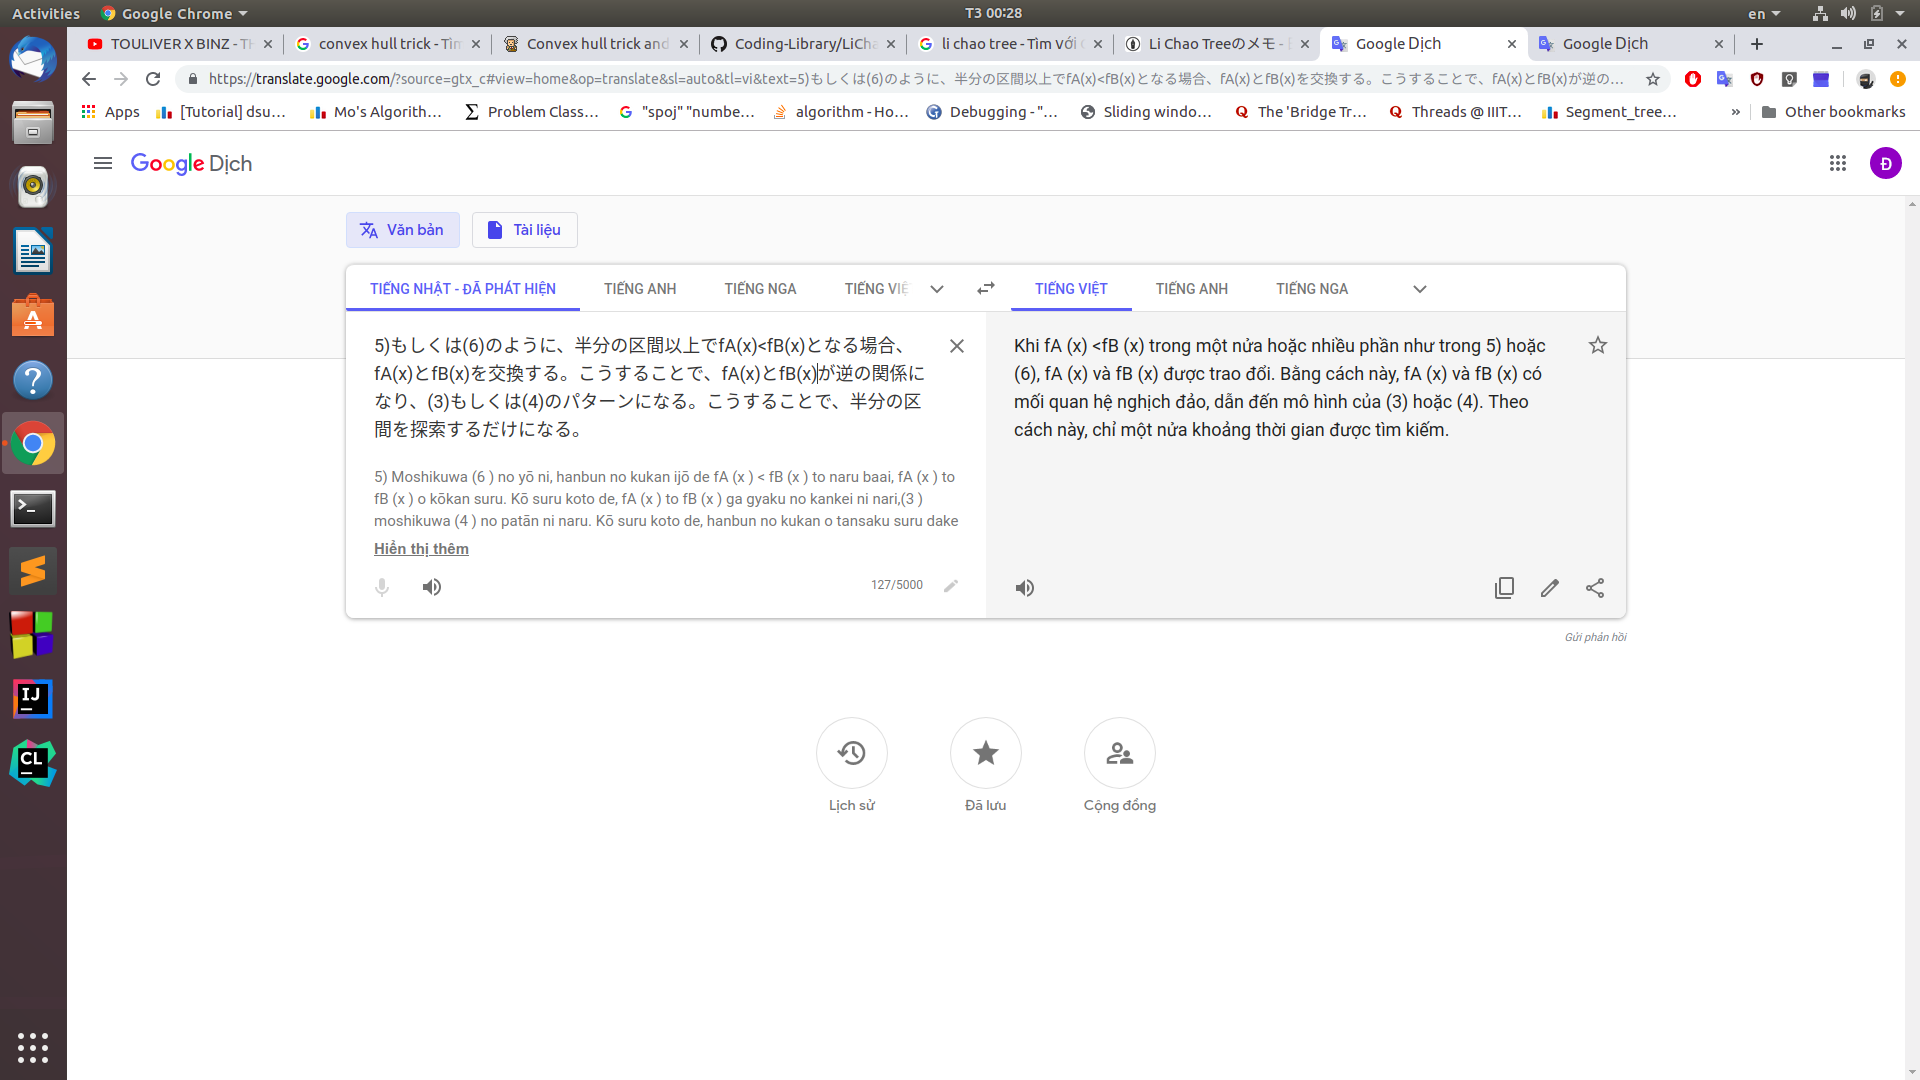 Activities
Google Chrome
T3 00:28
en
TOULIVER X BINZ - Th
convex hull trick - Tìm
Convex hull trick and
Coding-Library/LiCha
li chao tree - Tìm với G
Li Chao Treeのメモ -
Google Dịch
Google Dịch
https://translate.google.com/?source=gtx_c#view=home&op=translate&sl=auto&tl=vi&text=5)もしくは(6)のように、半分の区間以上でfA(x)<fB(x)となる場合、fA(x)とfB(x)を交換する。こうすることで、fA(x)とfB(x)が逆の...
Apps
[Tutorial] dsu...
Mo's Algorith...
Problem Class...
"spoj" "numbe...
algorithm - Ho...
Debugging - "...
Sliding windo...
The 'Bridge Tr...
Threads @ IIIT...
Segment_tree...
»
Other bookmarks
Google Dịch
Đ
Văn bản
Tài liệu
TIẾNG NHẬT - ĐÃ PHÁT HIỆN
TIẾNG ANH
TIẾNG NGA
TIẾNG VIỆ
TIẾNG VIỆT
TIẾNG ANH
TIẾNG NGA
5)もしくは(6)のように、半分の区間以上でfA(x)<fB(x)となる場合、
fA(x)とfB(x)を交換する。こうすることで、fA(x)とfB(x)が逆の関係に
なり、(3)もしくは(4)のパターンになる。こうすることで、半分の区
間を探索するだけになる。
5) Moshikuwa (6 ) no yō ni, hanbun no kukan ijō de fA (x ) < fB (x ) to naru baai, fA (x ) to
fB (x ) o kōkan suru. Kō suru koto de, fA (x ) to fB (x ) ga gyaku no kankei ni nari,(3 )
moshikuwa (4 ) no patān ni naru. Kō suru koto de, hanbun no kukan o tansaku suru dake
Hiển thị thêm
127/5000
Khi fA (x) <fB (x) trong một nửa hoặc nhiều phần như trong 5) hoặc
(6), fA (x) và fB (x) được trao đổi. Bằng cách này, fA (x) và fB (x) có
mối quan hệ nghịch đảo, dẫn đến mô hình của (3) hoặc (4). Theo
cách này, chỉ một nửa khoảng thời gian được tìm kiếm.
Gửi phản hồi
Lịch sử
Đã lưu
Cộng đồng
IJ
CL